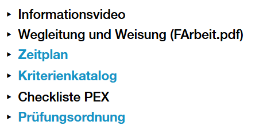 ‣ Informationsvideo
‣ Wegleitung und Weisung (FArbeit.pdf)
‣ Zeitplan
‣ Kriterienkatalog
‣ Checkliste PEX
‣ Prüfungsordnung